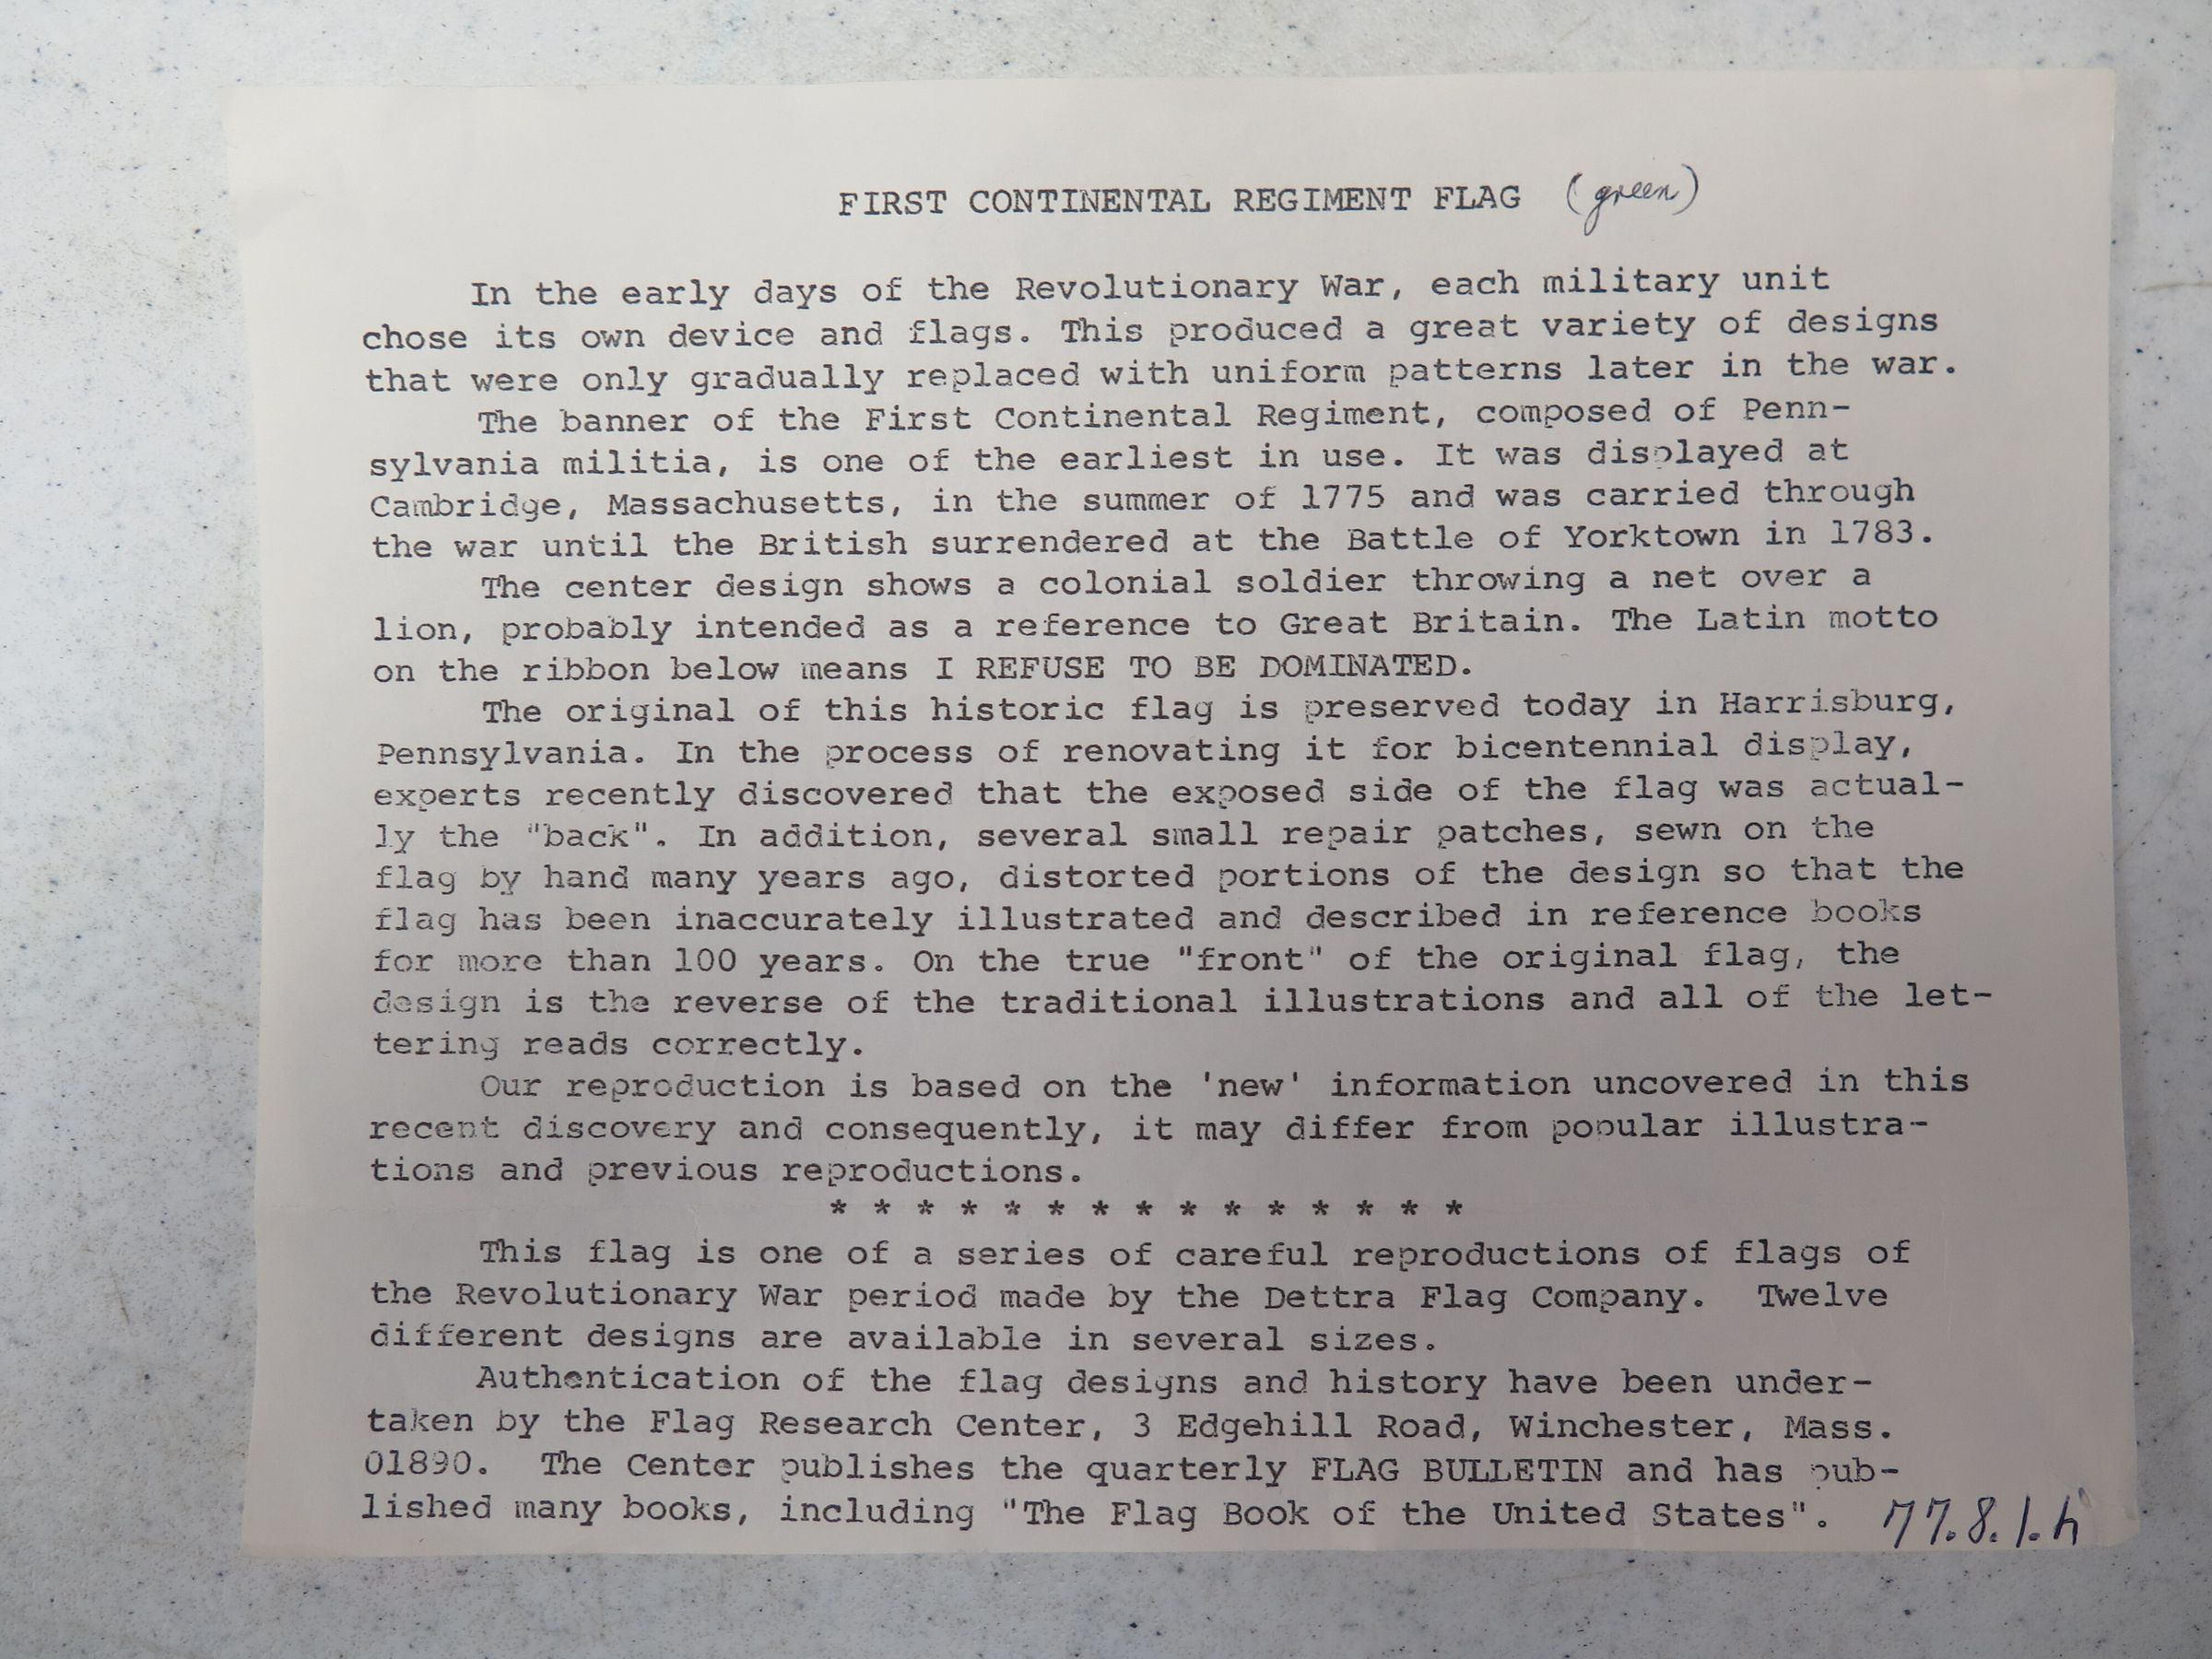 FIRST CONTINENTAL REGIMENT FLAG (green)
In the early days of the Revolutionary War, each military unit
chose its own device and flags. This produced a great variety of designs
that were only gradually replaced with uniform patterns later in the war.
The banner of the First Continental Regiment, composed of Penn-
sylvania militia, is one of the earliest in use. It was displayed at
Cambridge, Massachusetts, in the summer of 1775 and was carried through
the war until the British surrendered at the Battle of Yorktown in 1783.
The center design shows a colonial soldier throwing a net over a
lion, probably intended as a reference to Great Britain. The Latin motto
on the ribbon below means I REFUSE TO BE DOMINATED.
The original of this historic flag is preserved today in Harrisburg,
Pennsylvania. In the process of renovating it for bicentennial display,
experts recently discovered that the exposed side of the flag was actual-
ly the "back". In addition, several small repair patches, sewn on the
flag by hand many years ago, distorted portions of the design so that the
flag has been inaccurately illustrated and described in reference books
for more than 100 years. On the true "front" of the original flag, the
design is the reverse of the traditional illustrations and all of the let-
tering reads correctly.
Our reproduction is based on the 'new' information uncovered in this
recent discovery and consequently, it may differ from popular illustra-
tions and previous reproductions.
* * * * * * * * * * * * * * *
This flag is one of a series of careful reproductions of flags of
the Revolutionary War period made by the Dettra Flag Company. Twelve
different designs are available in several sizes.
Authentication of the flag designs and history have been under-
taken by the Flag Research Center, 3 Edgehill Road, Winchester, Mass.
01890. The Center publishes the quarterly FLAG BULLETIN and has pub-
lished many books, including "The Flag Book of the United States". 77.8.1.h